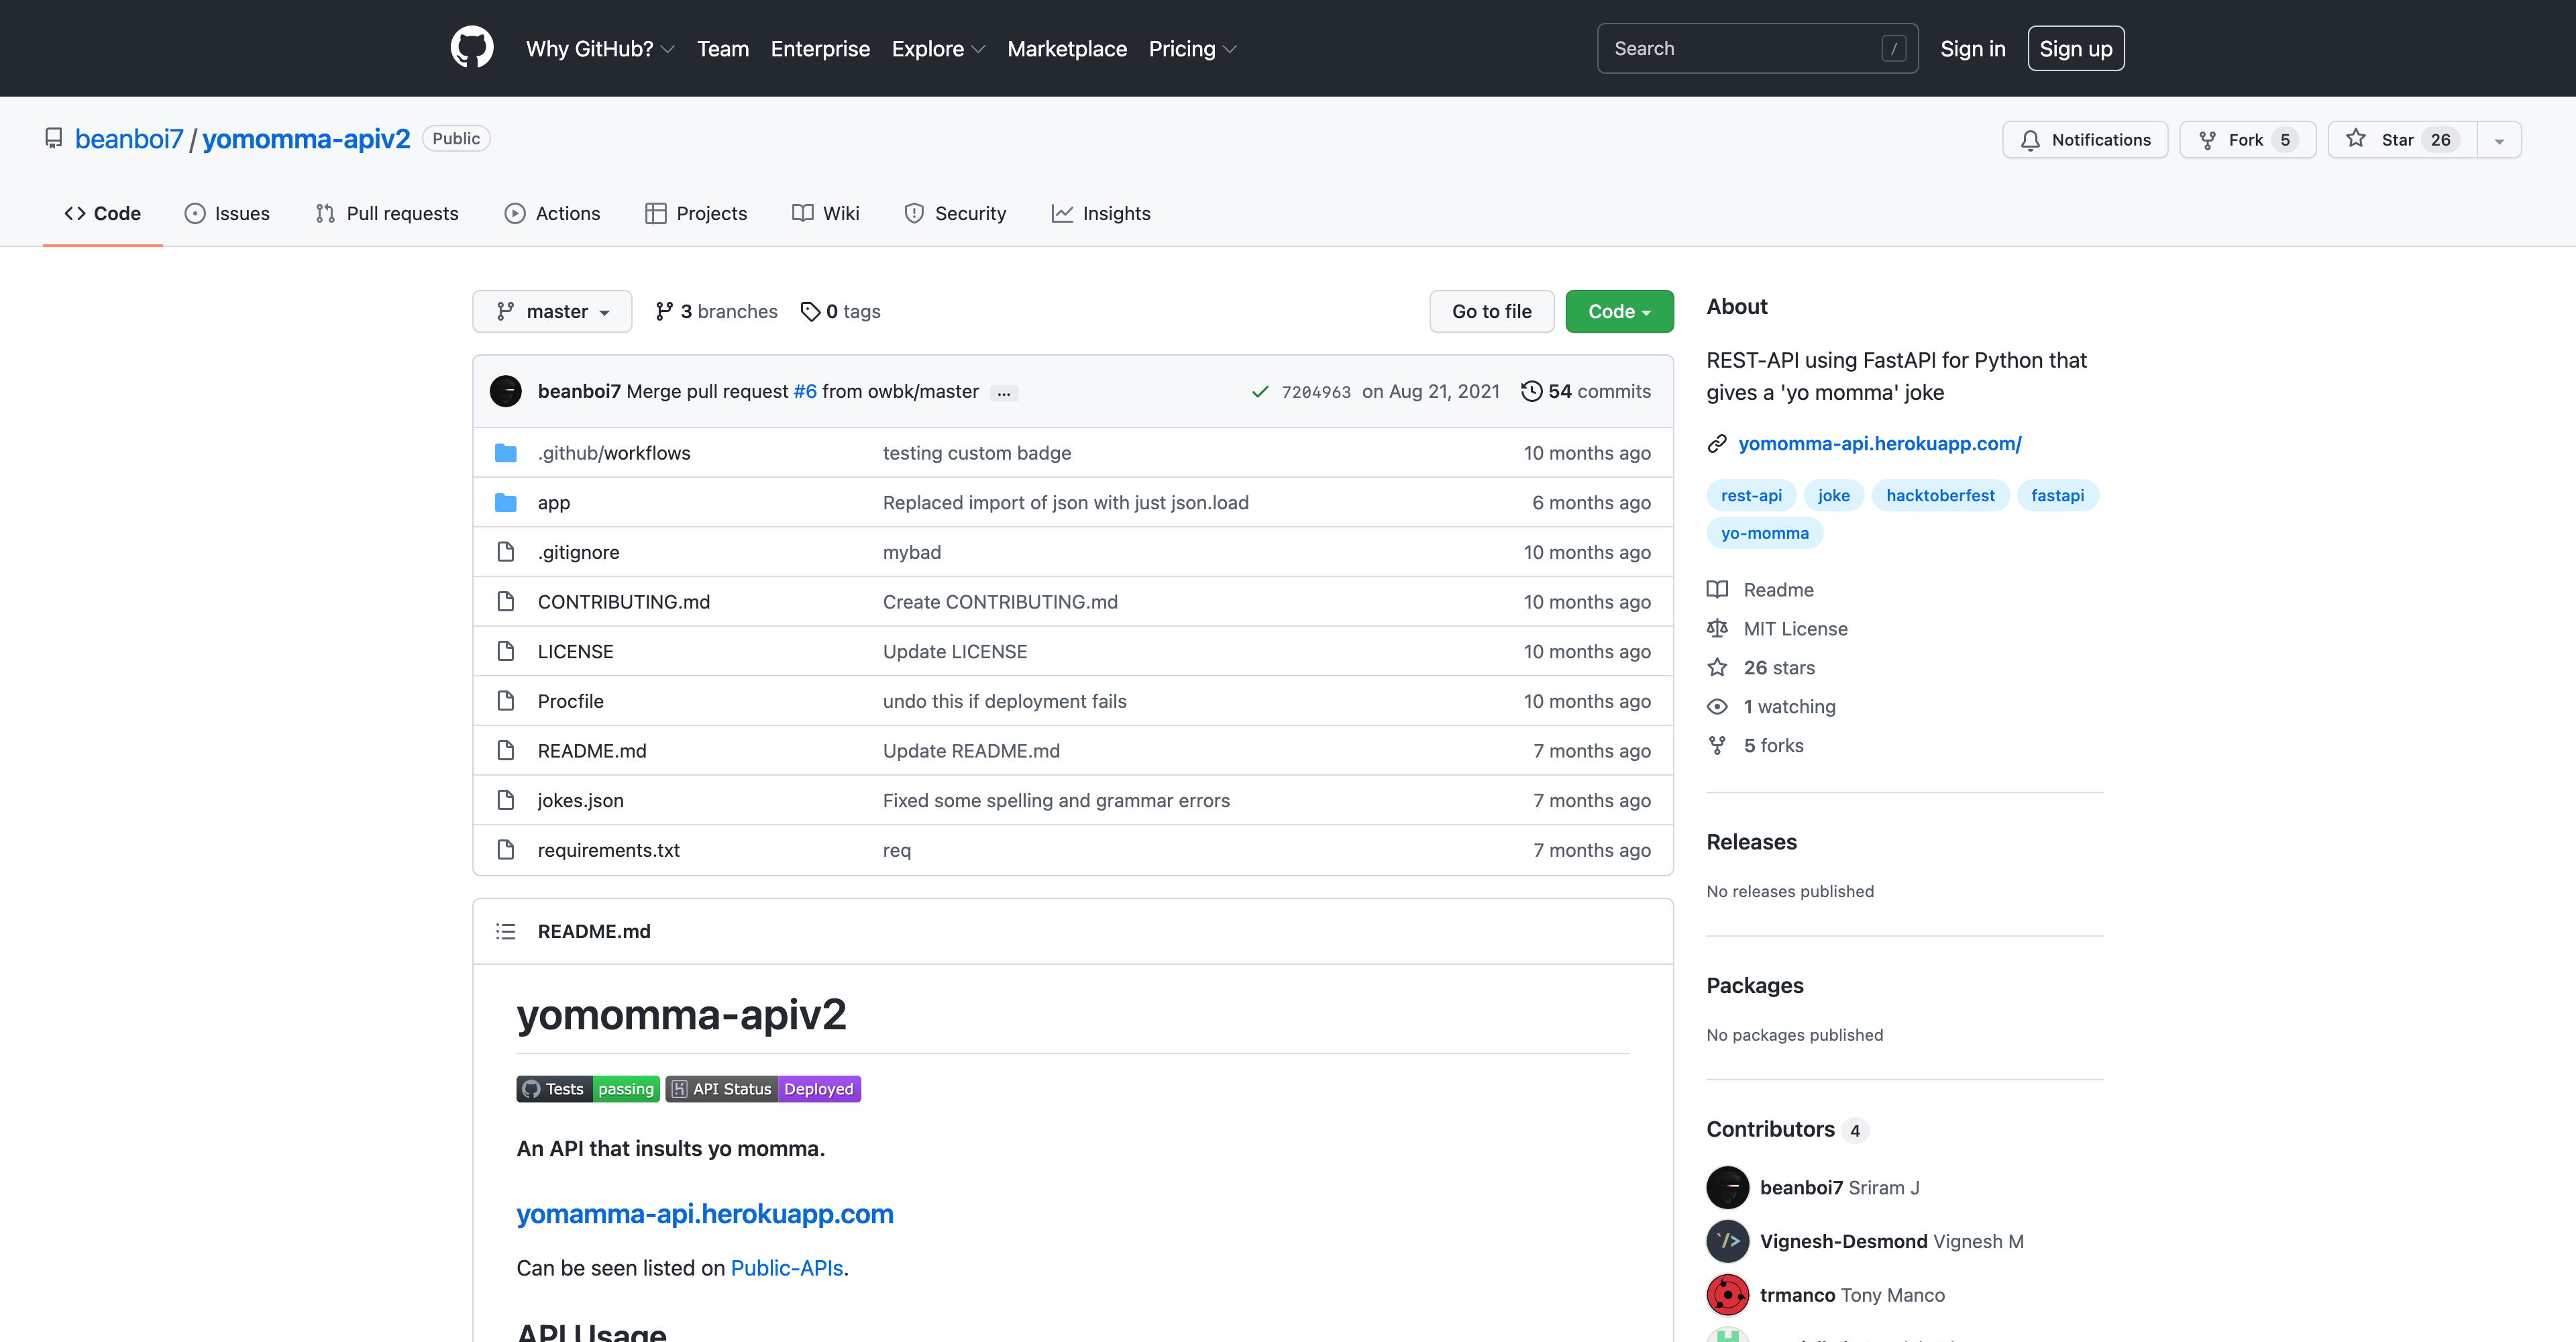 Why GitHub? Team Enterprise Explore Marketplace Pricing Search / Sign in Sign up
beanboi7 / yomomma-apiv2 Public Notifications Fork 5 Star 26
Code Issues Pull requests Actions Projects Wiki Security Insights
master 3 branches 0 tags Go to file Code
beanboi7 Merge pull request #6 from owbk/master ... 7204963 on Aug 21, 2021 54 commits
.github/workflows testing custom badge 10 months ago
app Replaced import of json with just json.load 6 months ago
.gitignore mybad 10 months ago
CONTRIBUTING.md Create CONTRIBUTING.md 10 months ago
LICENSE Update LICENSE 10 months ago
Procfile undo this if deployment fails 10 months ago
README.md Update README.md 7 months ago
jokes.json Fixed some spelling and grammar errors 7 months ago
requirements.txt req 7 months ago
README.md
yomomma-apiv2
Tests passing API Status Deployed
An API that insults yo momma.
yomamma-api.herokuapp.com
Can be seen listed on Public-APIs.
API Usage
About
REST-API using FastAPI for Python that
gives a 'yo momma' joke
yomomma-api.herokuapp.com/
rest-api joke hacktoberfest fastapi
yo-momma
Readme
MIT License
26 stars
1 watching
5 forks
Releases
No releases published
Packages
No packages published
Contributors 4
beanboi7 Sriram J
Vignesh-Desmond Vignesh M
trmanco Tony Manco